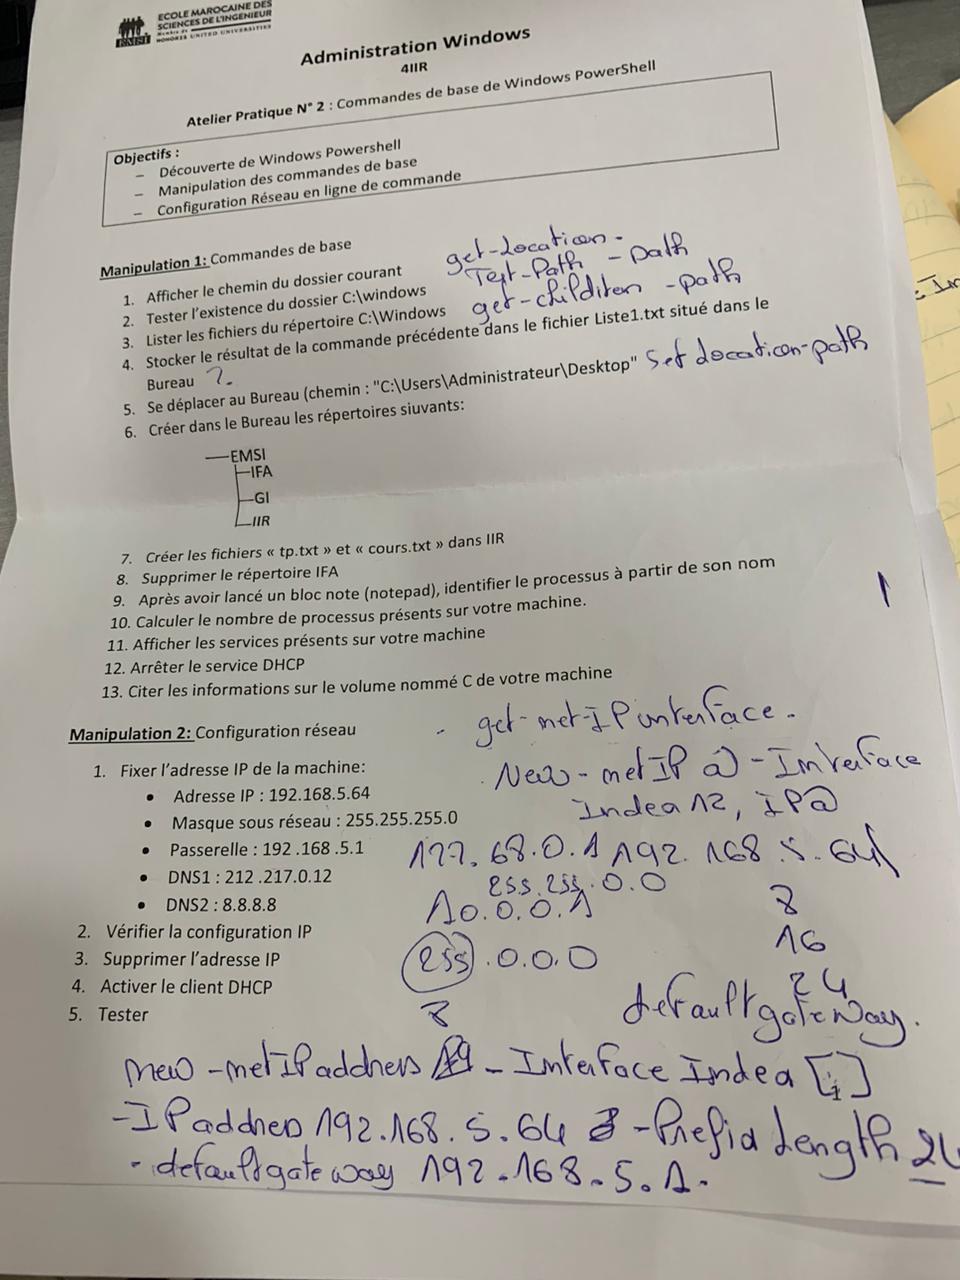 ECOLE MAROCAINE DES
SCIENCES DE L'INGENIEUR
Membre de
HONORIS UNITED UNIVERSITIES
EMSI
Administration Windows
4IIR
Atelier Pratique N° 2 : Commandes de base de Windows PowerShell
Objectifs :
– Découverte de Windows Powershell
– Manipulation des commandes de base
– Configuration Réseau en ligne de commande
Manipulation 1: Commandes de base
get-Location-
1. Afficher le chemin du dossier courant
Test-Path - path
2. Tester l'existence du dossier C:\windows
get-childitem -path
3. Lister les fichiers du répertoire C:\Windows
4. Stocker le résultat de la commande précédente dans le fichier Liste1.txt situé dans le
Bureau ?.
5. Se déplacer au Bureau (chemin : "C:\Users\Administrateur\Desktop" Set Location-path
6. Créer dans le Bureau les répertoires siuvants:
EMSI
IFA
GI
IIR
7. Créer les fichiers « tp.txt » et « cours.txt » dans IIR
8. Supprimer le répertoire IFA
9. Après avoir lancé un bloc note (notepad), identifier le processus à partir de son nom
10. Calculer le nombre de processus présents sur votre machine.
11. Afficher les services présents sur votre machine
12. Arrêter le service DHCP
13. Citer les informations sur le volume nommé C de votre machine
Manipulation 2: Configuration réseau
- get-net-IPinterface.
1. Fixer l'adresse IP de la machine:
. New-netIP @ - Interface
• Adresse IP : 192.168.5.64
Index 12, IP@
• Masque sous réseau : 255.255.255.0
• Passerelle : 192 .168 .5.1
177.68.0.1 192.168.5.64
• DNS1 : 212 .217.0.12
255.255.0.0
• DNS2 : 8.8.8.8
10.0.0.1 8
2. Vérifier la configuration IP
16
3. Supprimer l'adresse IP
255.0.0.0
4. Activer le client DHCP
24
5. Tester
8 defaultgateway.
new-netIPaddress - Interface Index [i]
-IPaddress 192.168.5.64 -Prefix Length 24
- defaultgateway 192.168.5.1.